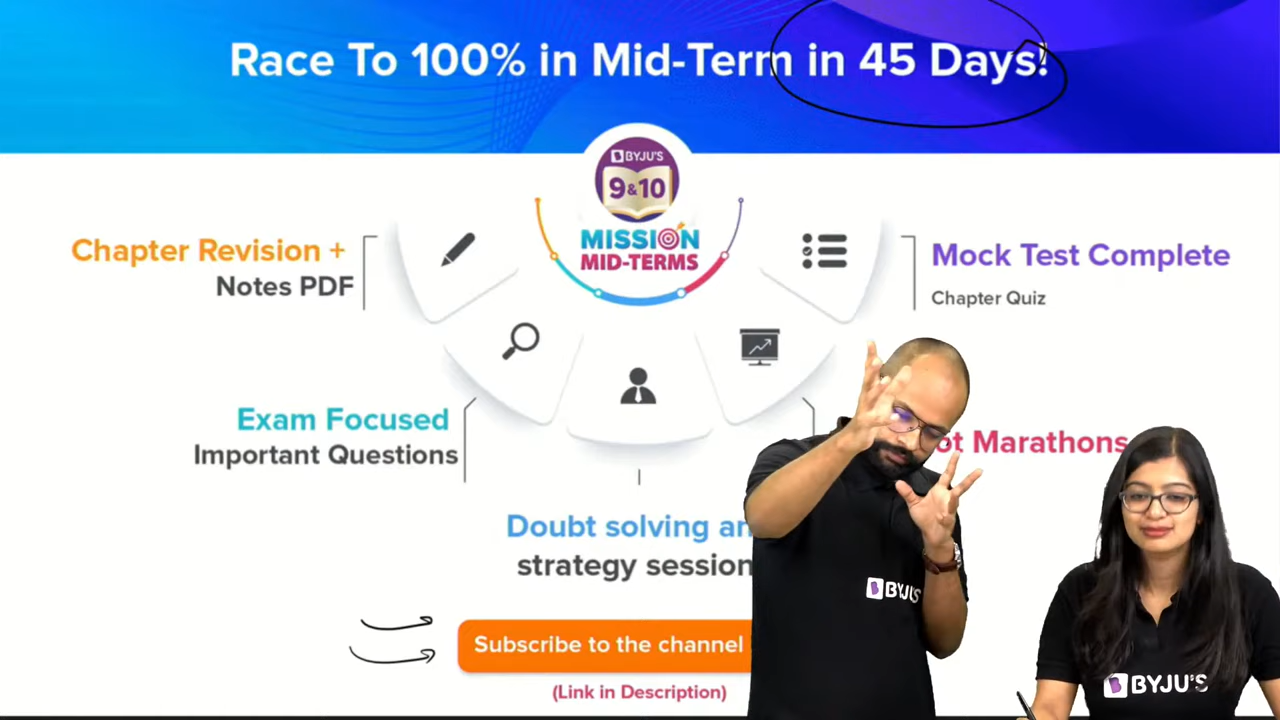 Race To 100% in Mid-Term in 45 Days!
BYJU'S
9&10
MISSION
MID-TERMS
Chapter Revision +
Notes PDF
Mock Test Complete
Chapter Quiz
Exam Focused
Important Questions
Marathons
Doubt solving
strategy session
Subscribe to the channel
(Link in Description)
BYJU'S
BYJU'S